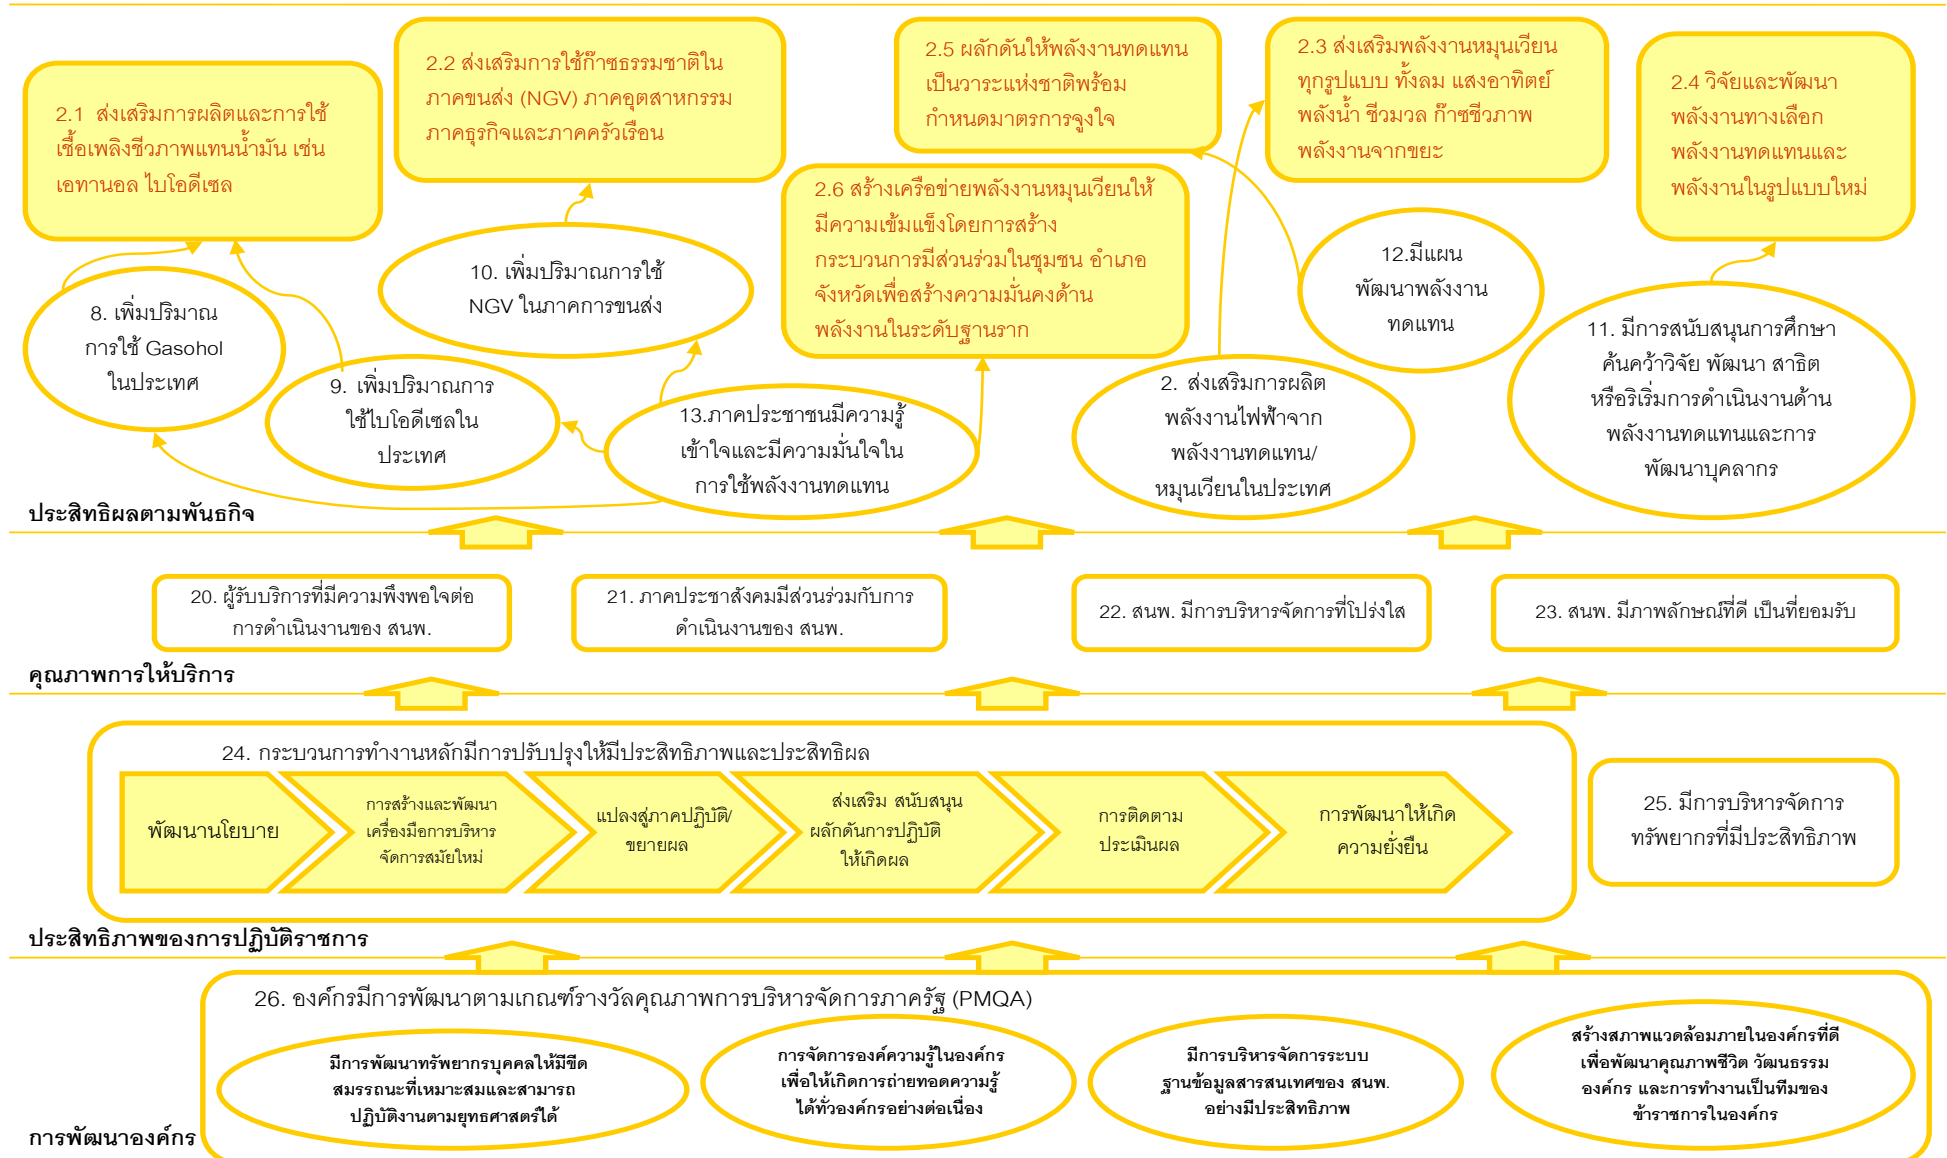 2.1 ส่งเสริมการผลิตและการใช้
เชื้อเพลิงชีวภาพแทนน้ำมัน เช่น
เอทานอล ไบโอดีเซล
2.2 ส่งเสริมการใช้ก๊าซธรรมชาติใน
ภาคขนส่ง (NGV) ภาคอุตสาหกรรม
ภาคธุรกิจและภาคครัวเรือน
2.5 ผลักดันให้พลังงานทดแทน
เป็นวาระแห่งชาติพร้อม
กำหนดมาตรการจูงใจ
2.3 ส่งเสริมพลังงานหมุนเวียน
ทุกรูปแบบ ทั้งลม แสงอาทิตย์
พลังน้ำ ชีวมวล ก๊าซชีวภาพ
พลังงานจากขยะ
2.4 วิจัยและพัฒนา
พลังงานทางเลือก
พลังงานทดแทนและ
พลังงานในรูปแบบใหม่
2.6 สร้างเครือข่ายพลังงานหมุนเวียนให้
มีความเข้มแข็งโดยการสร้าง
กระบวนการมีส่วนร่วมในชุมชน อำเภอ
จังหวัดเพื่อสร้างความมั่นคงด้าน
พลังงานในระดับฐานราก
8. เพิ่มปริมาณ
การใช้ Gasohol
ในประเทศ
9. เพิ่มปริมาณการ
ใช้ไบโอดีเซลใน
ประเทศ
10. เพิ่มปริมาณการใช้
NGV ในภาคการขนส่ง
13.ภาคประชาชนมีความรู้
เข้าใจและมีความมั่นใจใน
การใช้พลังงานทดแทน
2. ส่งเสริมการผลิต
พลังงานไฟฟ้าจาก
พลังงานทดแทน/
หมุนเวียนในประเทศ
12.มีแผน
พัฒนาพลังงาน
ทดแทน
11. มีการสนับสนุนการศึกษา
ค้นคว้าวิจัย พัฒนา สาธิต
หรือริเริ่มการดำเนินงานด้าน
พลังงานทดแทนและการ
พัฒนาบุคลากร
ประสิทธิผลตามพันธกิจ
20. ผู้รับบริการที่มีความพึงพอใจต่อ
การดำเนินงานของ สนพ.
21. ภาคประชาสังคมมีส่วนร่วมกับการ
ดำเนินงานของ สนพ.
22. สนพ. มีการบริหารจัดการที่โปร่งใส
23. สนพ. มีภาพลักษณ์ที่ดี เป็นที่ยอมรับ
คุณภาพการให้บริการ
24. กระบวนการทำงานหลักมีการปรับปรุงให้มีประสิทธิภาพและประสิทธิผล
พัฒนานโยบาย
การสร้างและพัฒนา
เครื่องมือการบริหาร
จัดการสมัยใหม่
แปลงสู่ภาคปฏิบัติ/
ขยายผล
ส่งเสริม สนับสนุน
ผลักดันการปฏิบัติ
ให้เกิดผล
การติดตาม
ประเมินผล
การพัฒนาให้เกิด
ความยั่งยืน
25. มีการบริหารจัดการ
ทรัพยากรที่มีประสิทธิภาพ
ประสิทธิภาพของการปฏิบัติราชการ
26. องค์กรมีการพัฒนาตามเกณฑ์รางวัลคุณภาพการบริหารจัดการภาครัฐ (PMQA)
มีการพัฒนาทรัพยากรบุคคลให้มีขีด
สมรรถนะที่เหมาะสมและสามารถ
ปฏิบัติงานตามยุทธศาสตร์ได้
การจัดการองค์ความรู้ในองค์กร
เพื่อให้เกิดการถ่ายทอดความรู้
ได้ทั่วองค์กรอย่างต่อเนื่อง
มีการบริหารจัดการระบบ
ฐานข้อมูลสารสนเทศของ สนพ.
อย่างมีประสิทธิภาพ
สร้างสภาพแวดล้อมภายในองค์กรที่ดี
เพื่อพัฒนาคุณภาพชีวิต วัฒนธรรม
องค์กร และการทำงานเป็นทีมของ
ข้าราชการในองค์กร
การพัฒนาองค์กร